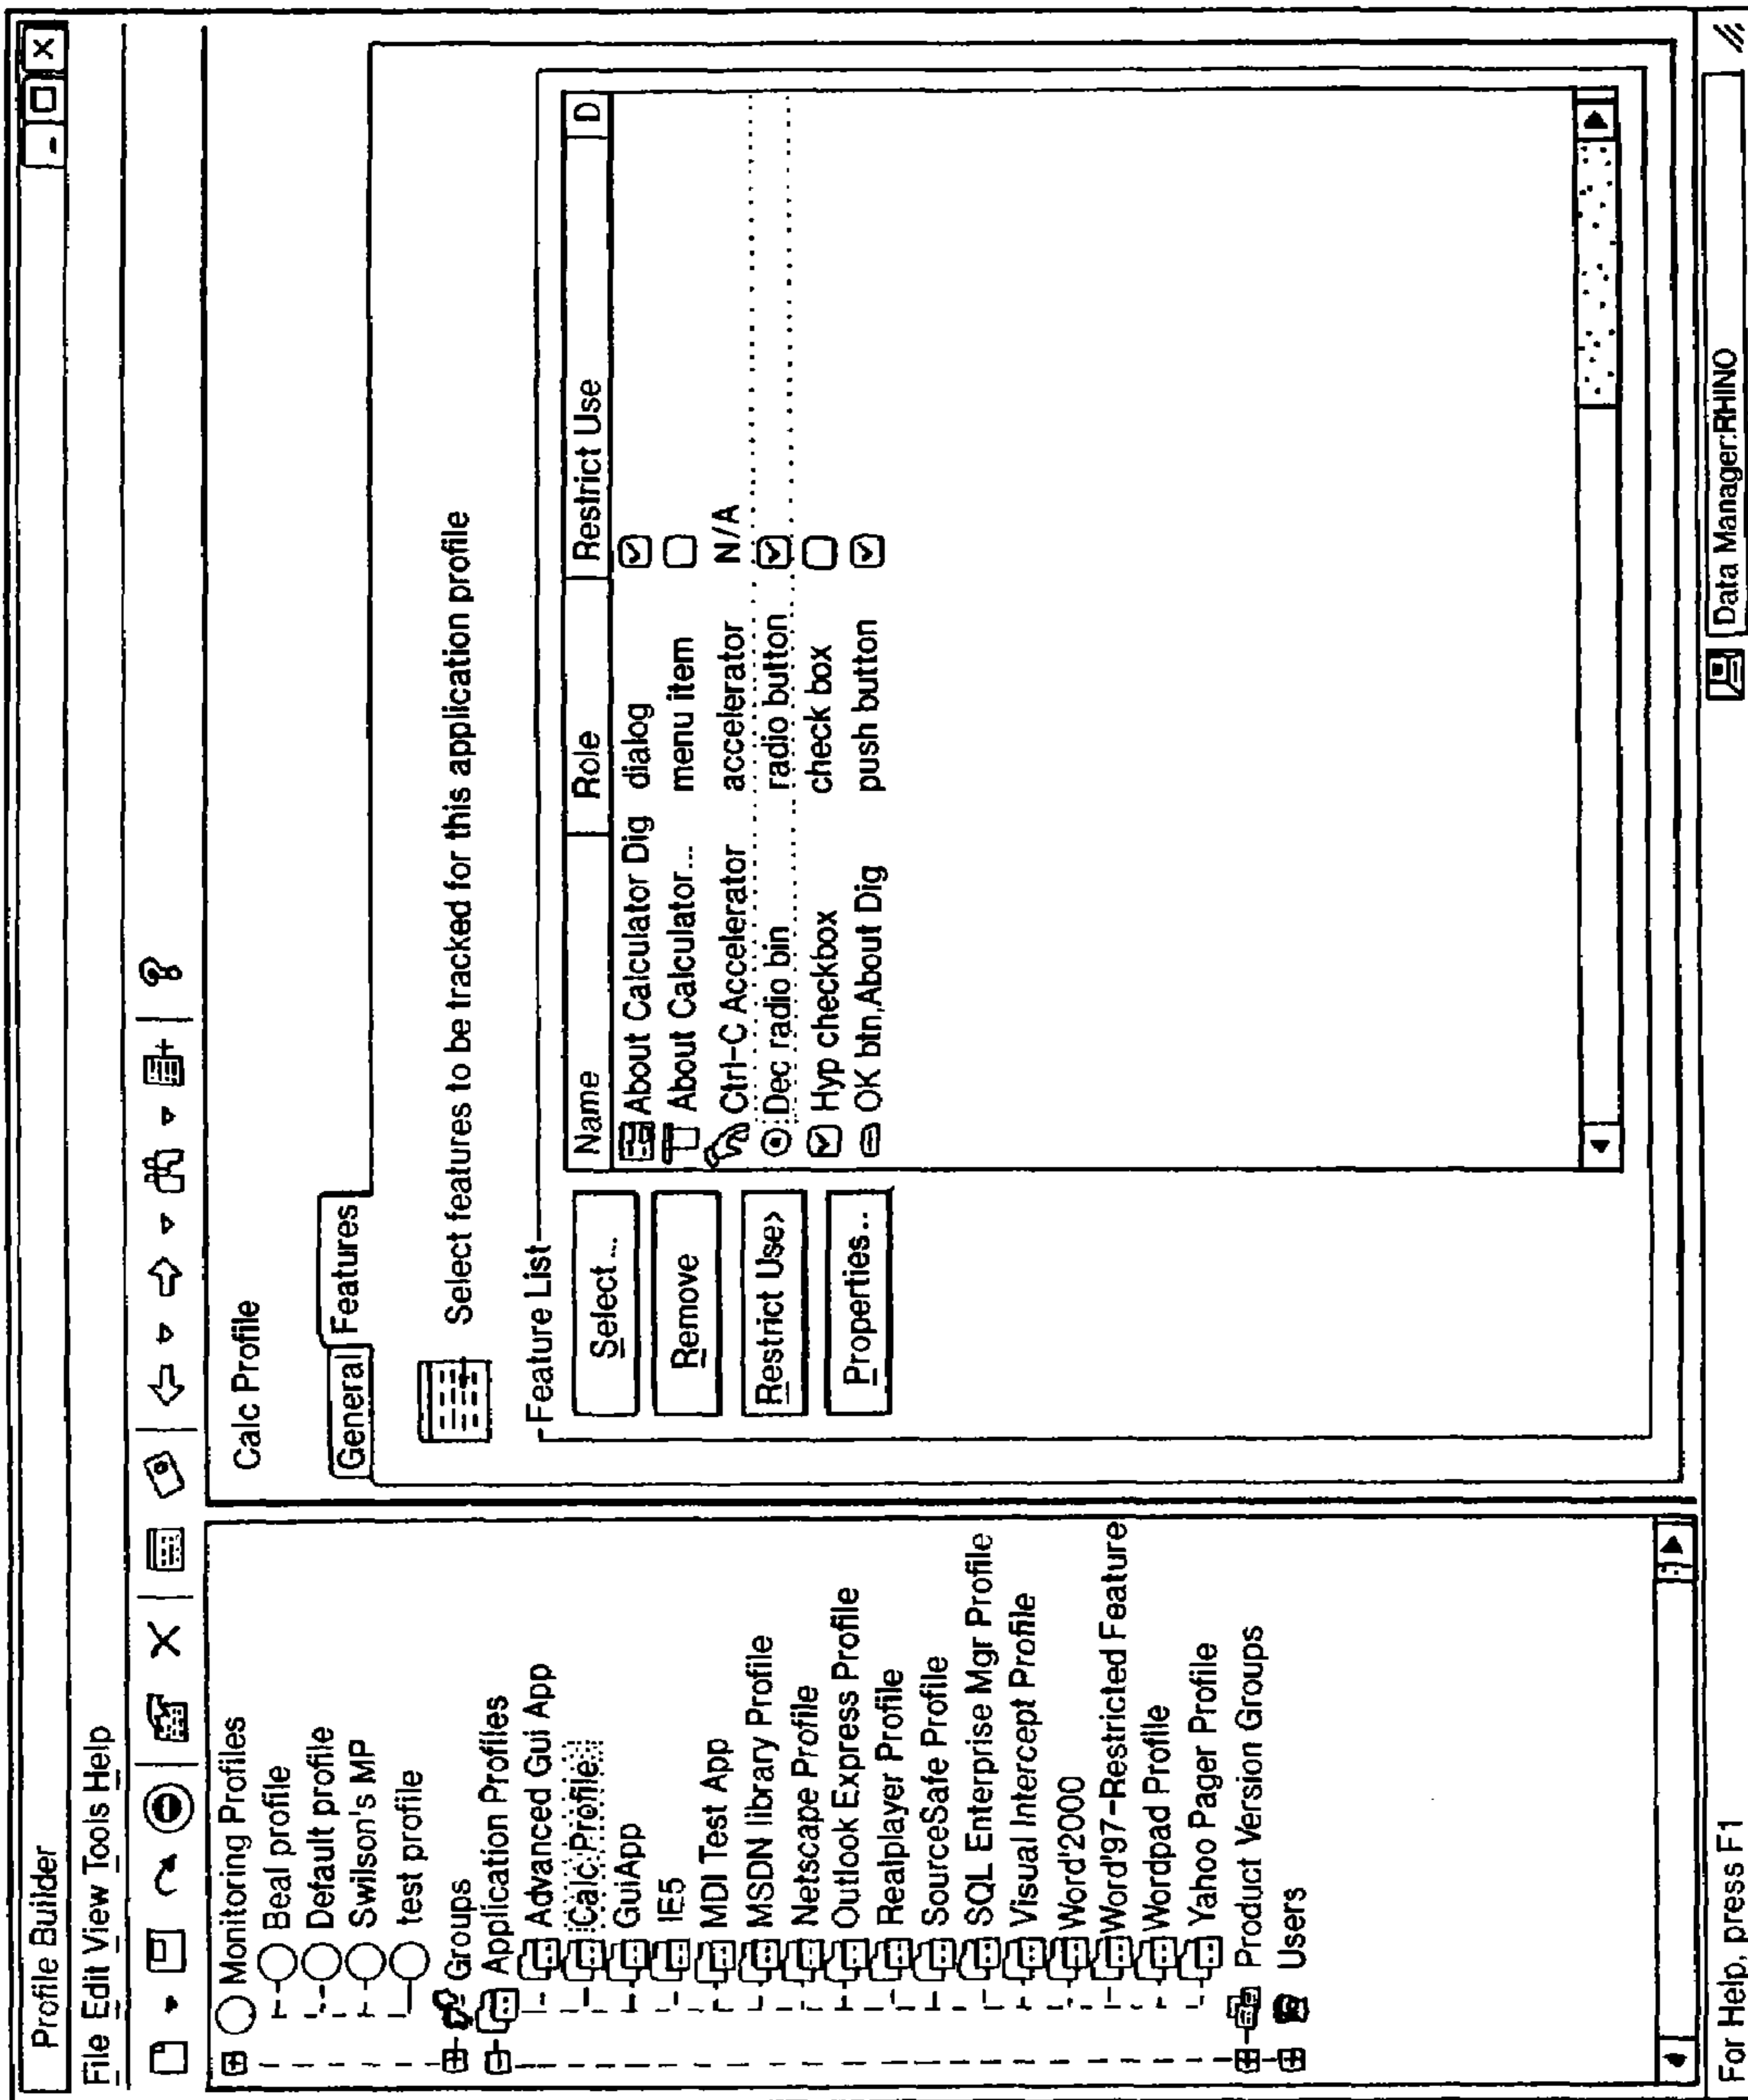 Profile Builder
File Edit View Tools Help
Monitoring Profiles
Beal profile
Default profile
Swilson's MP
test profile
Groups
Application Profiles
Advanced Gui App
Calc Profile
GuiApp
IE5
MDI Test App
MSDN library Profile
Netscape Profile
Outlook Express Profile
Realplayer Profile
SourceSafe Profile
SQL Enterprise Mgr Profile
Visual Intercept Profile
Word'2000
Word'97-Restricted Feature
Wordpad Profile
Yahoo Pager Profile
Product Version Groups
Users
Calc Profile
General Features
Select features to be tracked for this application profile
Feature List
Select...
Remove
Restrict Use>
Properties..
Name Role Restrict Use D
About Calculator Dig dialog
About Calculator... menu item
Ctrl-C Accelerator accelerator N/A
Dec radio bin radio button
Hyp checkbox check box
OK btn,About Dig push button
For Help, press F1 Data Manager:RHINO